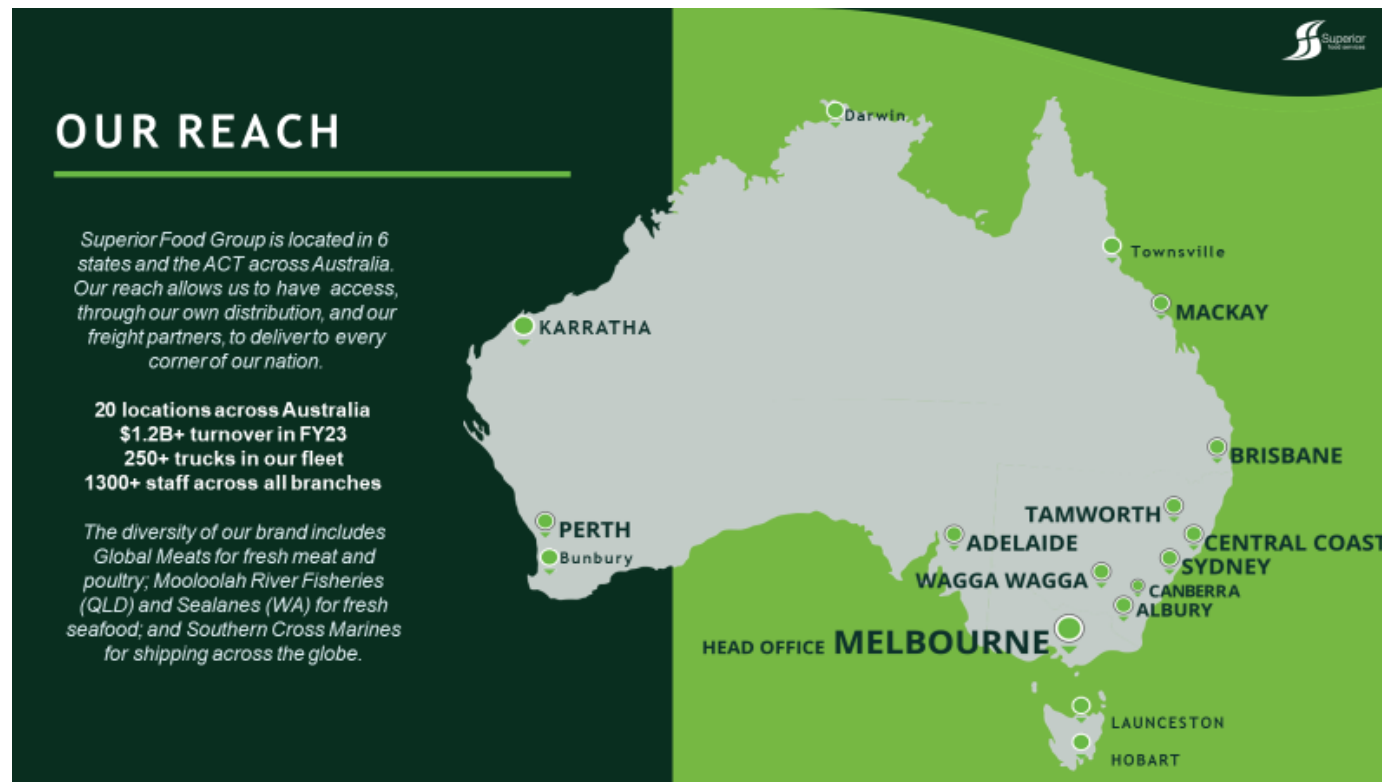 Superior
food services
OUR REACH
Superior Food Group is located in 6
states and the ACT across Australia.
Our reach allows us to have access,
through our own distribution, and our
freight partners, to deliver to every
corner of our nation.
20 locations across Australia
$1.2B+ turnover in FY23
250+ trucks in our fleet
1300+ staff across all branches
The diversity of our brand includes
Global Meats for fresh meat and
poultry; Mooloolah River Fisheries
(QLD) and Sealanes (WA) for fresh
seafood; and Southern Cross Marines
for shipping across the globe.
Darwin
Townsville
MACKAY
KARRATHA
BRISBANE
TAMWORTH
PERTH
ADELAIDE
CENTRAL COAST
Bunbury
SYDNEY
WAGGA WAGGA
CANBERRA
ALBURY
HEAD OFFICE MELBOURNE
LAUNCESTON
HOBART